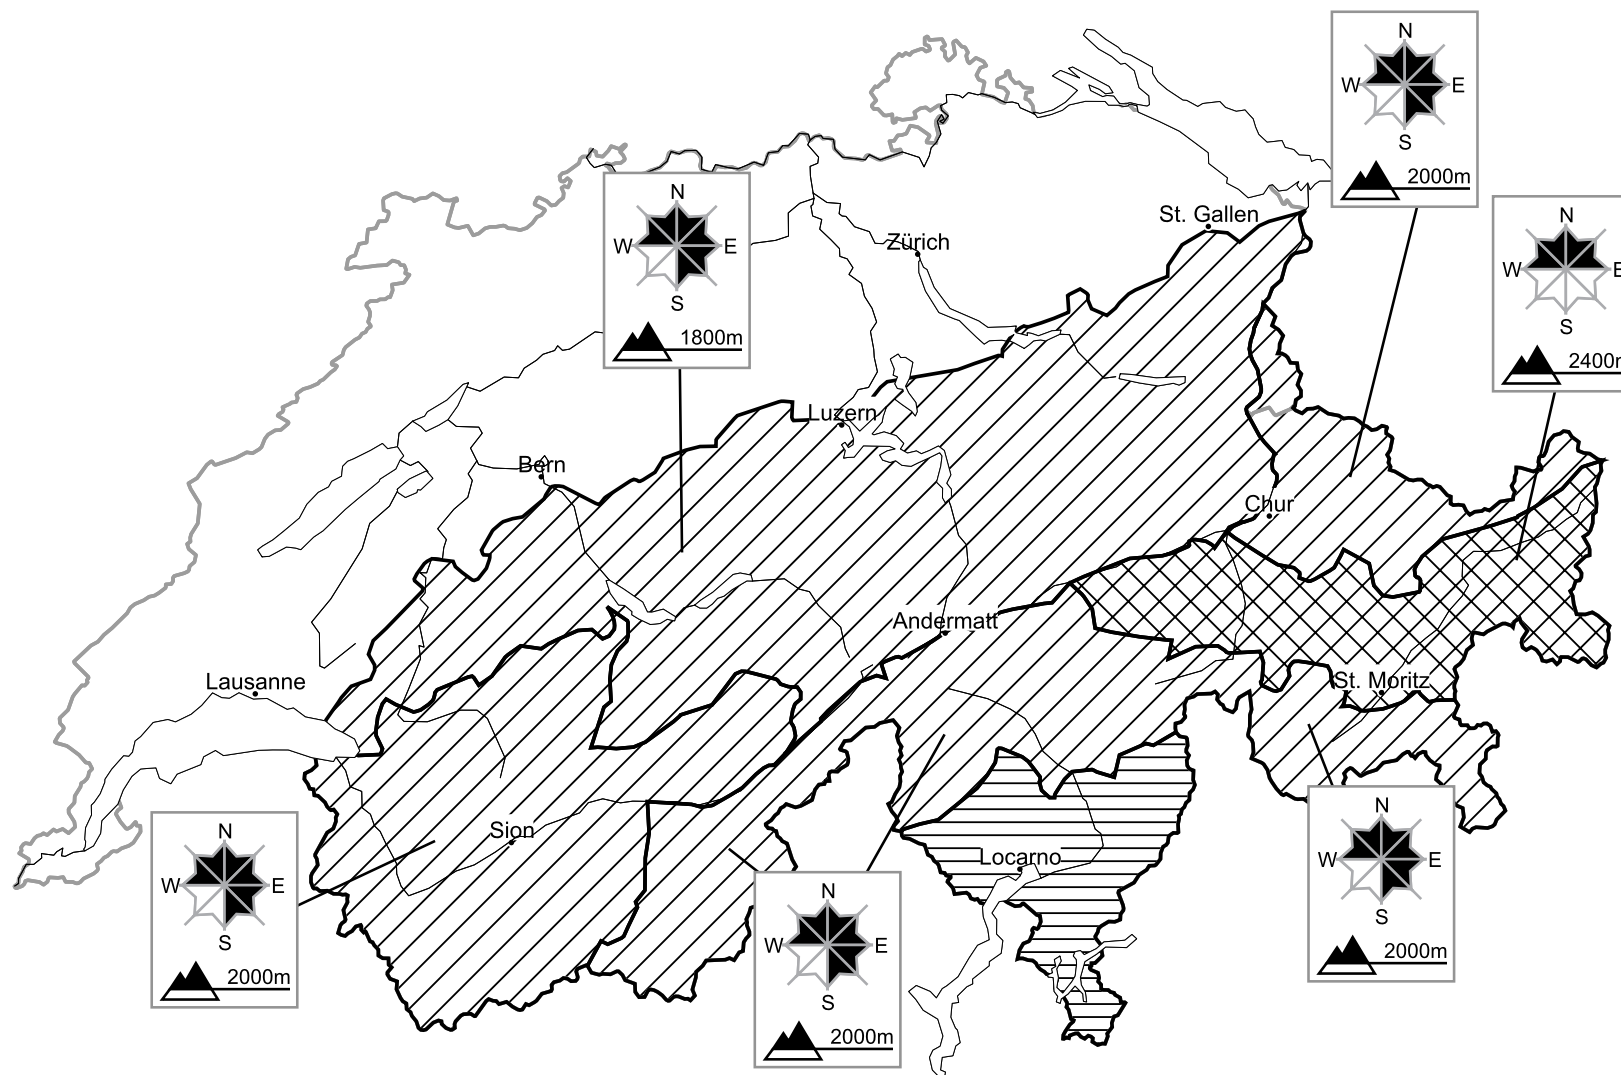 N
W E
S
2000m
N
W E
S
1800m
St. Gallen
N
W E
S
2400m
Zürich
Luzern
Bern
Chur
Andermatt
Lausanne
St. Moritz
Sion
Locarno
N
W E
S
2000m
N
W E
S
2000m
N
W E
S
2000m